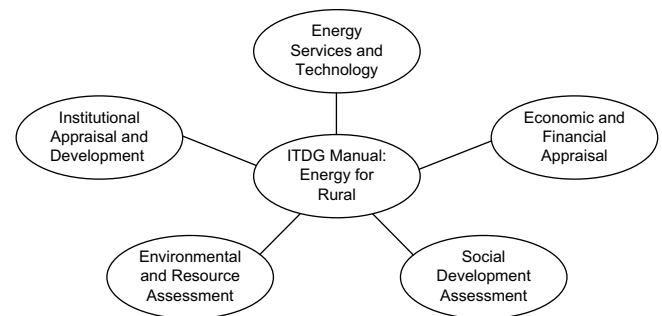 Energy
Services and
Technology
Institutional
Appraisal and
Development
Economic and
Financial
Appraisal
ITDG Manual:
Energy for
Rural
Environmental
and Resource
Assessment
Social
Development
Assessment